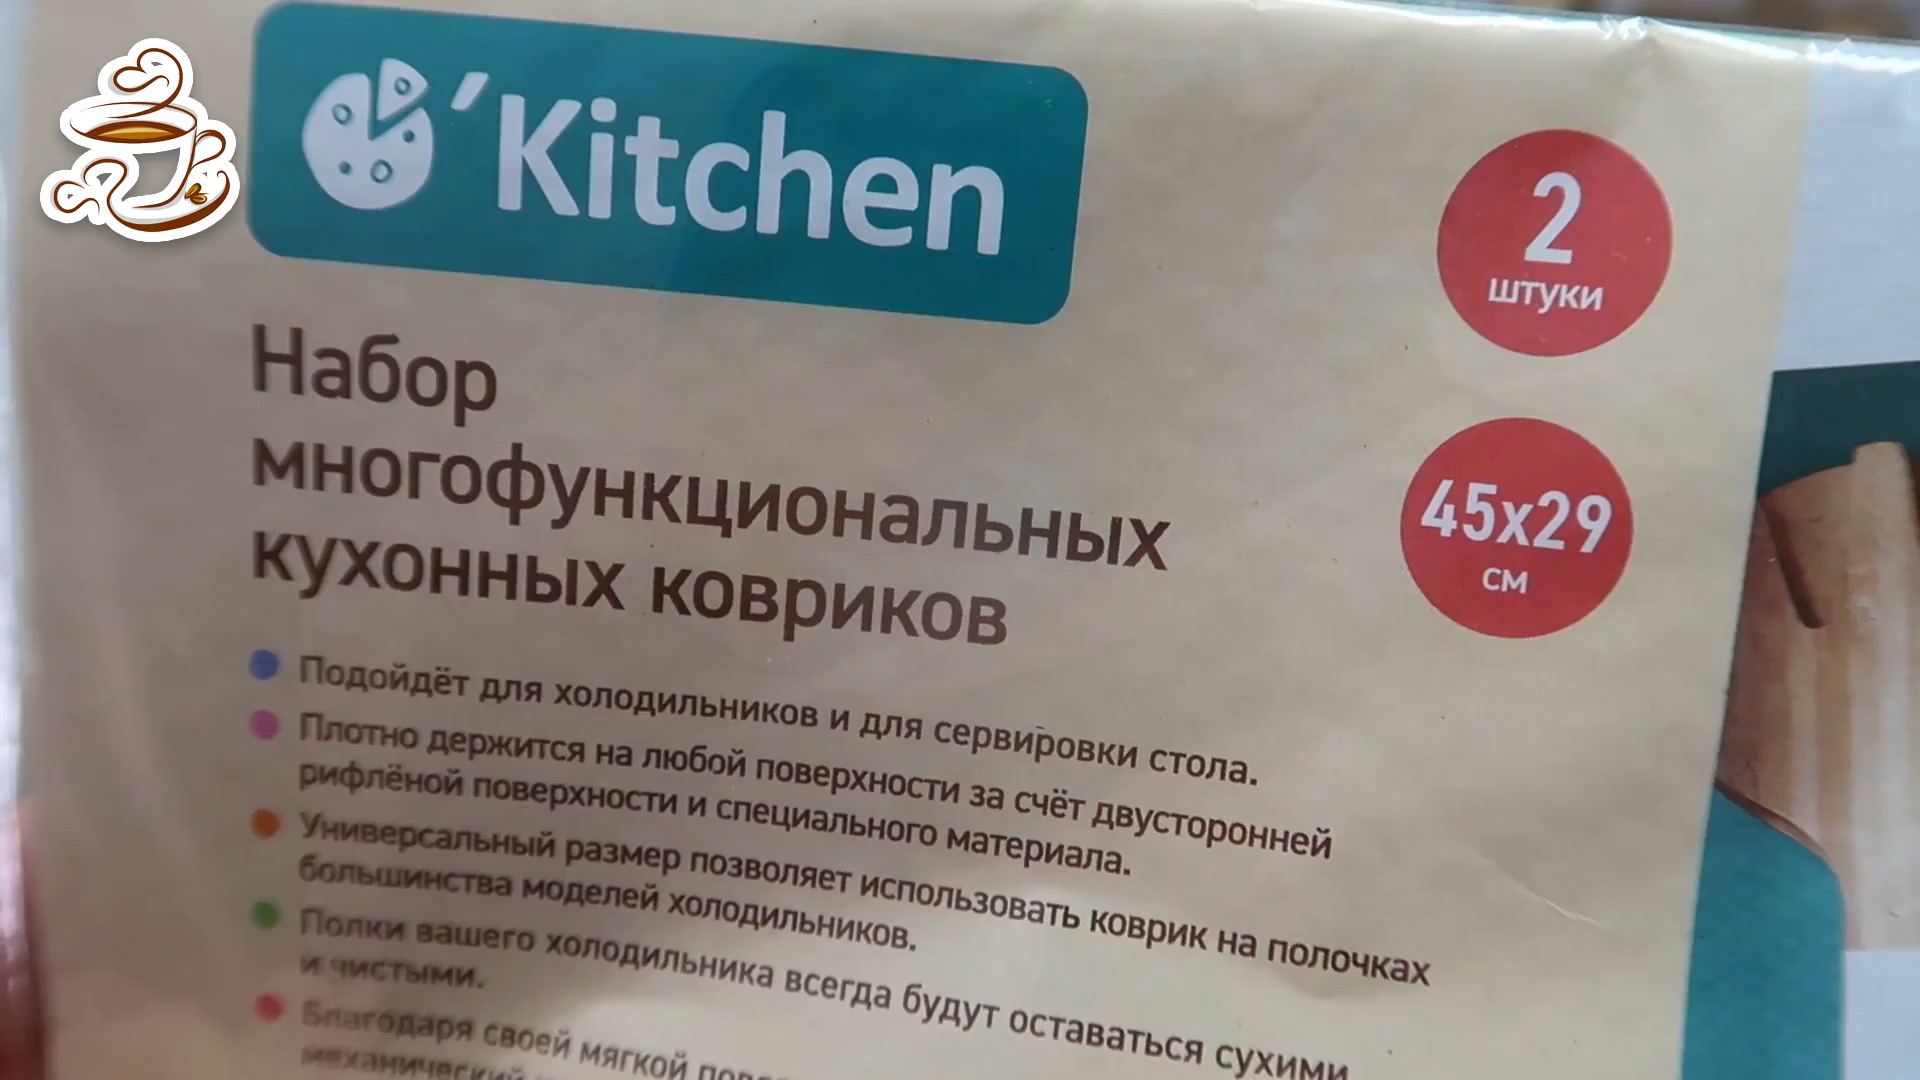 'Kitchen
2
штуки
45х29
см
Набор
многофункциональных
кухонных ковриков
Подойдёт для холодильников и для сервировки стола.
Плотно держится на любой поверхности за счёт двусторонней
рифлёной поверхности и специального материала.
Универсальный размер позволяет использовать коврик на полочках
большинства моделей холодильников.
Полки вашего холодильника всегда будут оставаться сухими
и чистыми.
Благодаря своей мягкой
механический